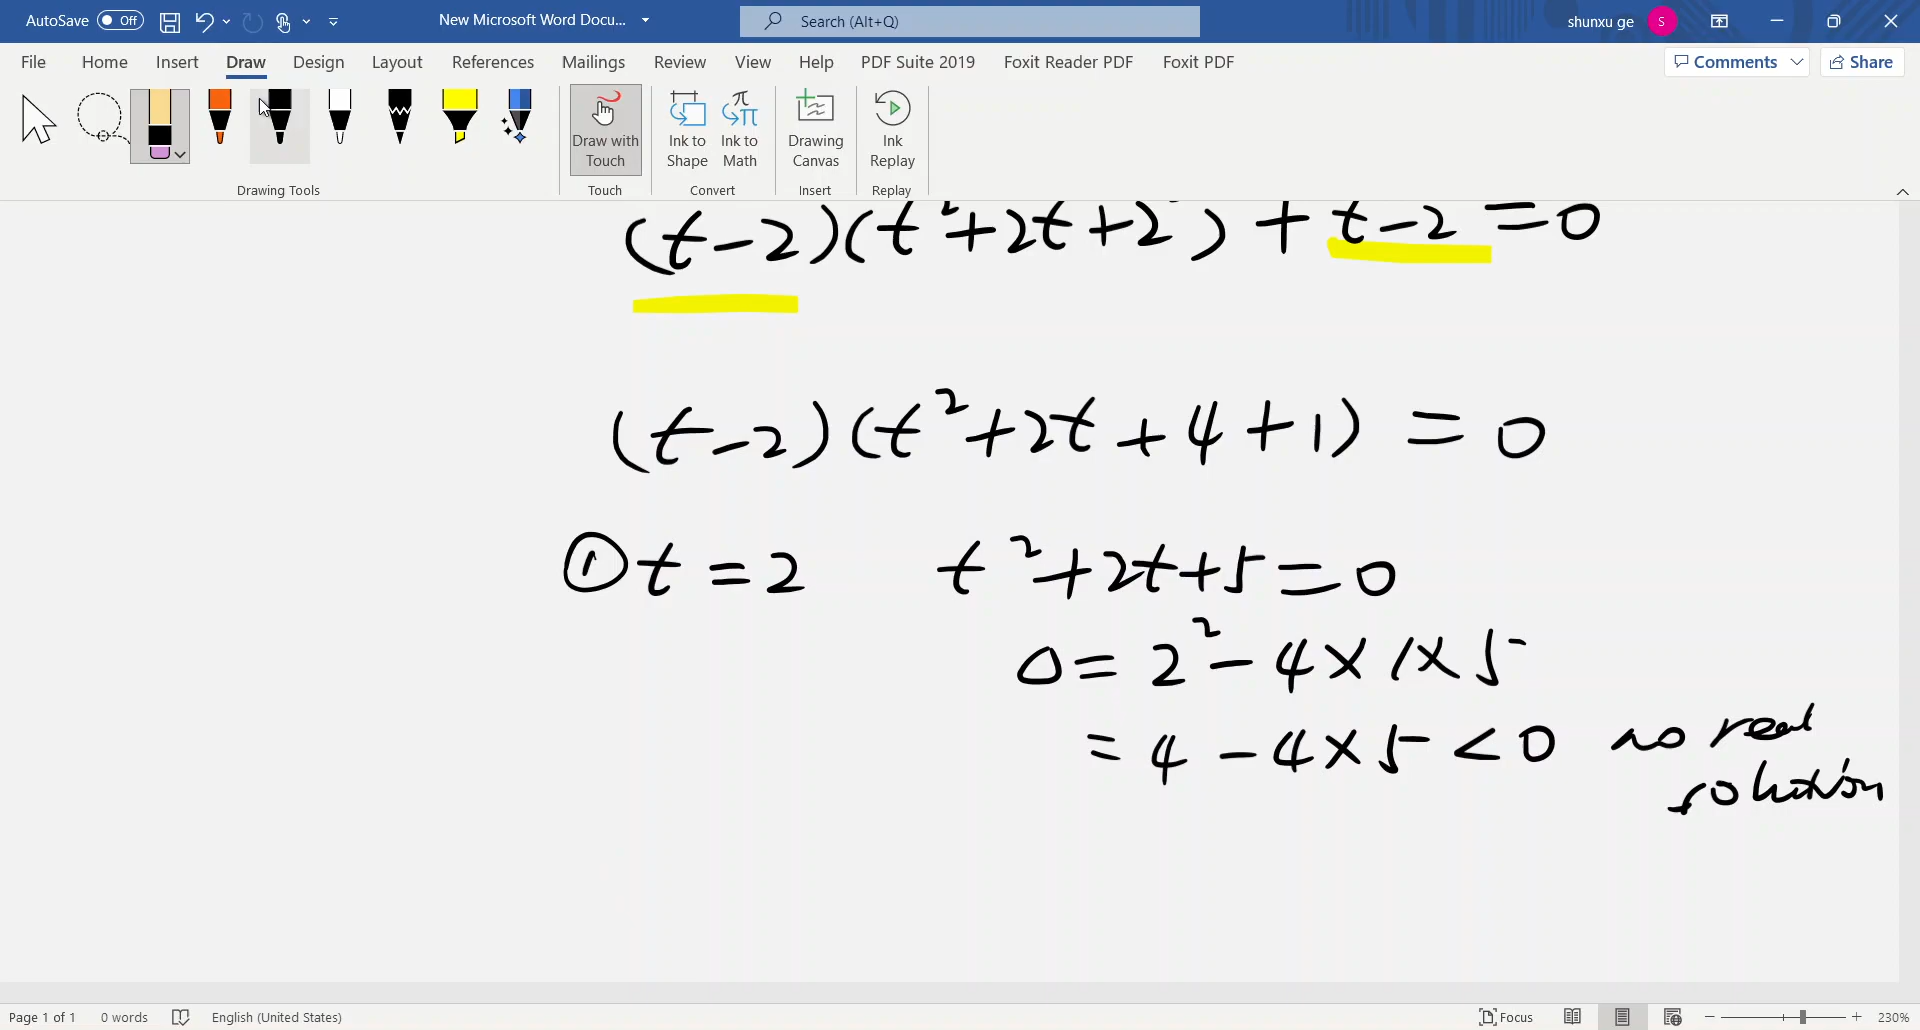 AutoSave Off New Microsoft Word Docu... Search (Alt+Q) shunxu ge S
File Home Insert Draw Design Layout References Mailings Review View Help PDF Suite 2019 Foxit Reader PDF Foxit PDF Comments Share
Draw with Touch
Ink to Shape
Ink to Math
Drawing Canvas
Ink Replay
Drawing Tools Touch Convert Insert Replay
(t-2)(t²+2t+2²)+t-2=0
(t-2)(t²+2t+4+1)=0
① t=2 t²+2t+5=0
Δ=2²-4×1×5
=4-4×5<0 no real
solution
Page 1 of 1 0 words English (United States) Focus 230%